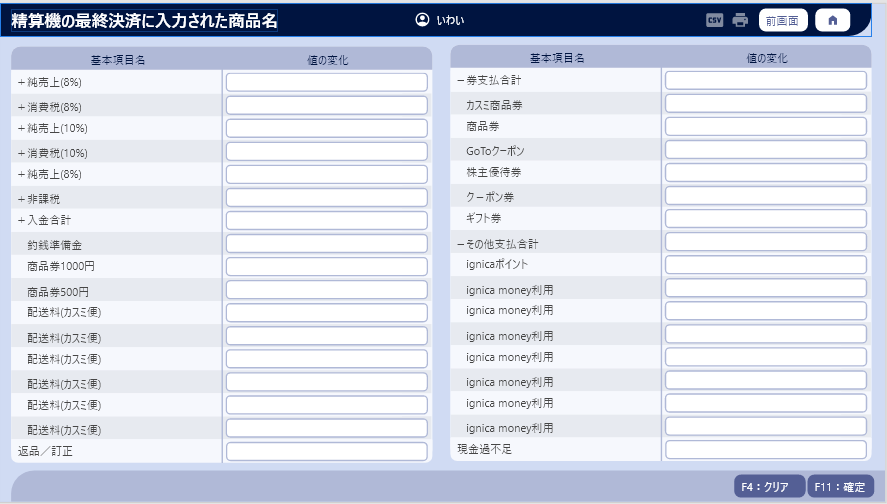 精算機の最終決済に入力された商品名
いわい
CSV
前画面
基本項目名 値の変化
＋純売上(8%)
＋消費税(8%)
＋純売上(10%)
＋消費税(10%)
＋純売上(8%)
＋非課税
＋入金合計
釣銭準備金
商品券1000円
商品券500円
配送料(カスミ便)
配送料(カスミ便)
配送料(カスミ便)
配送料(カスミ便)
配送料(カスミ便)
配送料(カスミ便)
返品／訂正
基本項目名 値の変化
－券支払合計
カスミ商品券
商品券
GoToクーポン
株主優待券
クーポン券
ギフト券
－その他支払合計
ignicaポイント
ignica money利用
ignica money利用
ignica money利用
ignica money利用
ignica money利用
ignica money利用
ignica money利用
現金過不足
F4：クリア
F11：確定